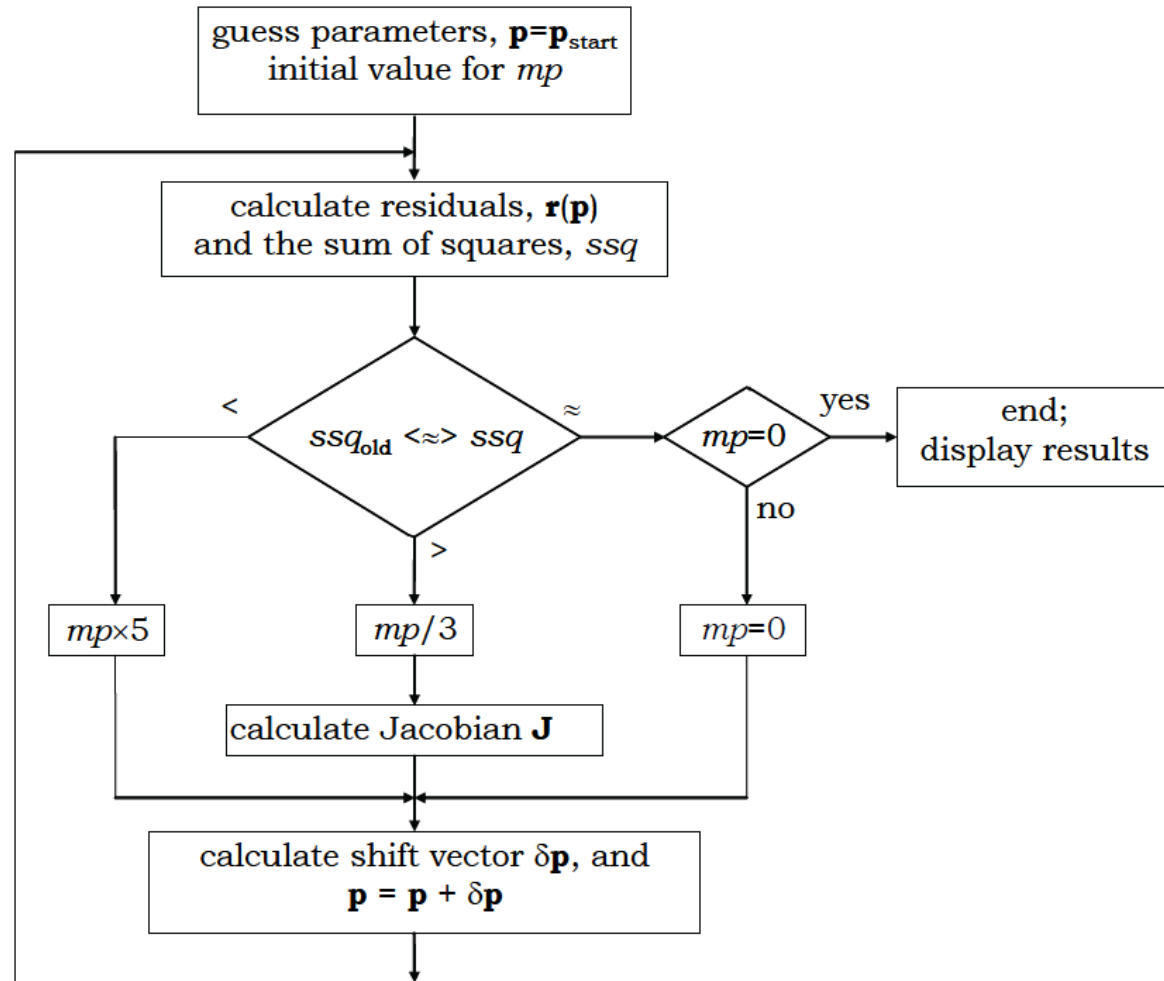 guess parameters, p=pstart
initial value for mp
calculate residuals, r(p)
and the sum of squares, ssq
<
≈
ssqold <≈> ssq
mp=0
yes
end;
display results
no
>
mp×5
mp/3
mp=0
calculate Jacobian J
calculate shift vector δp, and
p = p + δp